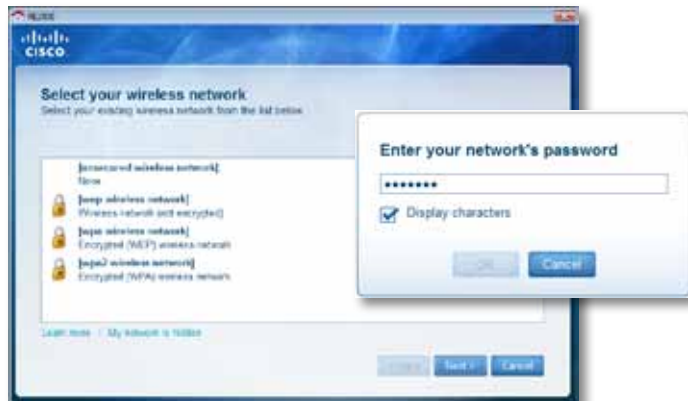 CISCO
Select your wireless network
Select your existing wireless network from the list below
[unsecured wireless network]
None
[wep wireless network]
Wireless network (not encrypted)
[wpa wireless network]
Encrypted (WEP) wireless network
[wpa2 wireless network]
Encrypted (WPA) wireless network
Learn more | My network is hidden
Next >
Cancel
Enter your network's password
•••••••
Display characters
OK
Cancel